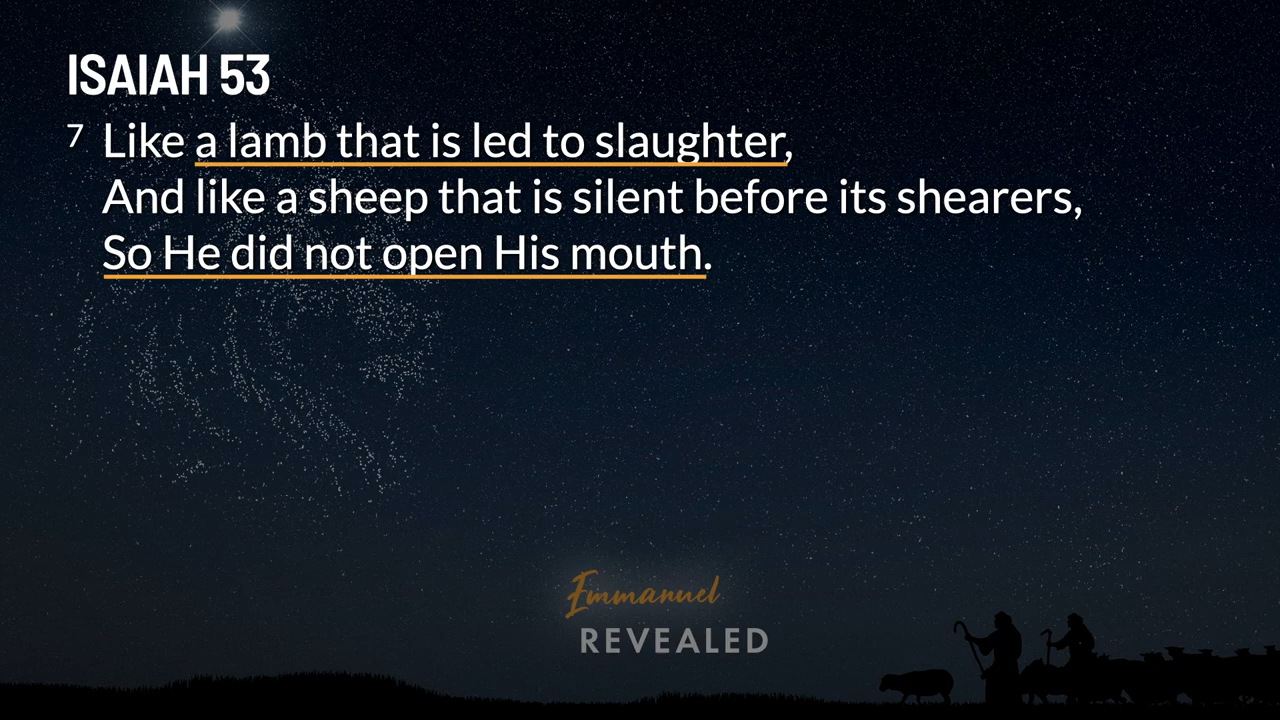 ISAIAH 53
7 Like a lamb that is led to slaughter,
And like a sheep that is silent before its shearers,
So He did not open His mouth.
Emmanuel
REVEALED